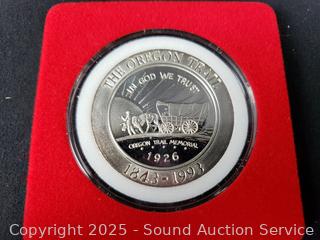 THE OREGON TRAIL
IN GOD WE TRUST
OREGON TRAIL MEMORIAL
1926
1843-1993
Copyright 2025 - Sound Auction Service